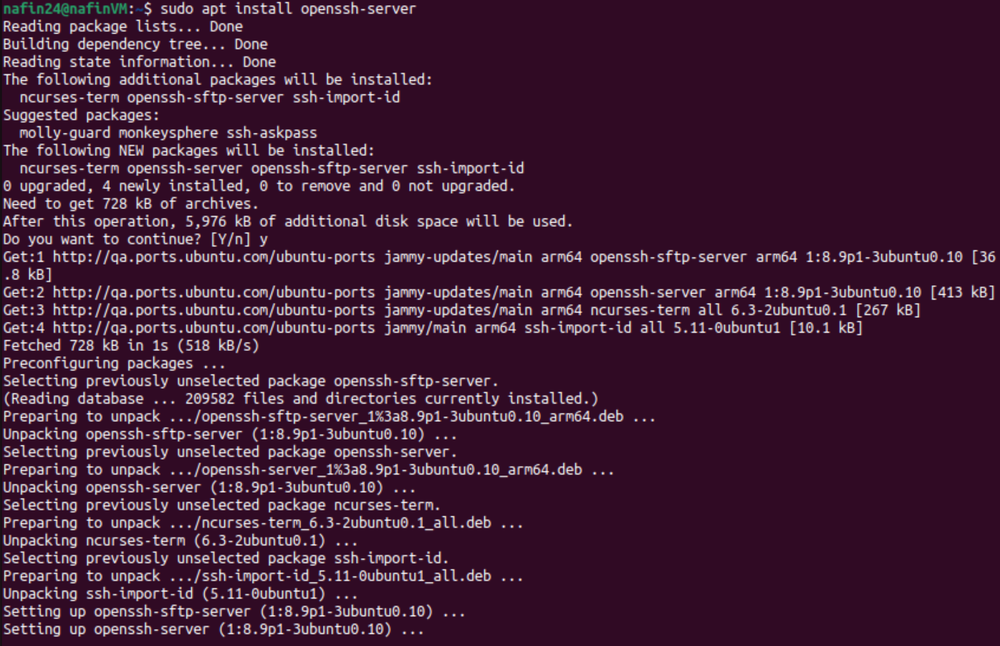 nafin24@nafinVM:~$ sudo apt install openssh-server
Reading package lists... Done
Building dependency tree... Done
Reading state information... Done
The following additional packages will be installed:
  ncurses-term openssh-sftp-server ssh-import-id
Suggested packages:
  molly-guard monkeysphere ssh-askpass
The following NEW packages will be installed:
  ncurses-term openssh-server openssh-sftp-server ssh-import-id
0 upgraded, 4 newly installed, 0 to remove and 0 not upgraded.
Need to get 728 kB of archives.
After this operation, 5,976 kB of additional disk space will be used.
Do you want to continue? [Y/n] y
Get:1 http://qa.ports.ubuntu.com/ubuntu-ports jammy-updates/main arm64 openssh-sftp-server arm64 1:8.9p1-3ubuntu0.10 [36
.8 kB]
Get:2 http://qa.ports.ubuntu.com/ubuntu-ports jammy-updates/main arm64 openssh-server arm64 1:8.9p1-3ubuntu0.10 [413 kB]
Get:3 http://qa.ports.ubuntu.com/ubuntu-ports jammy-updates/main arm64 ncurses-term all 6.3-2ubuntu0.1 [267 kB]
Get:4 http://qa.ports.ubuntu.com/ubuntu-ports jammy/main arm64 ssh-import-id all 5.11-0ubuntu1 [10.1 kB]
Fetched 728 kB in 1s (518 kB/s)
Preconfiguring packages ...
Selecting previously unselected package openssh-sftp-server.
(Reading database ... 209582 files and directories currently installed.)
Preparing to unpack .../openssh-sftp-server_1%3a8.9p1-3ubuntu0.10_arm64.deb ...
Unpacking openssh-sftp-server (1:8.9p1-3ubuntu0.10) ...
Selecting previously unselected package openssh-server.
Preparing to unpack .../openssh-server_1%3a8.9p1-3ubuntu0.10_arm64.deb ...
Unpacking openssh-server (1:8.9p1-3ubuntu0.10) ...
Selecting previously unselected package ncurses-term.
Preparing to unpack .../ncurses-term_6.3-2ubuntu0.1_all.deb ...
Unpacking ncurses-term (6.3-2ubuntu0.1) ...
Selecting previously unselected package ssh-import-id.
Preparing to unpack .../ssh-import-id_5.11-0ubuntu1_all.deb ...
Unpacking ssh-import-id (5.11-0ubuntu1) ...
Setting up openssh-sftp-server (1:8.9p1-3ubuntu0.10) ...
Setting up openssh-server (1:8.9p1-3ubuntu0.10) ...